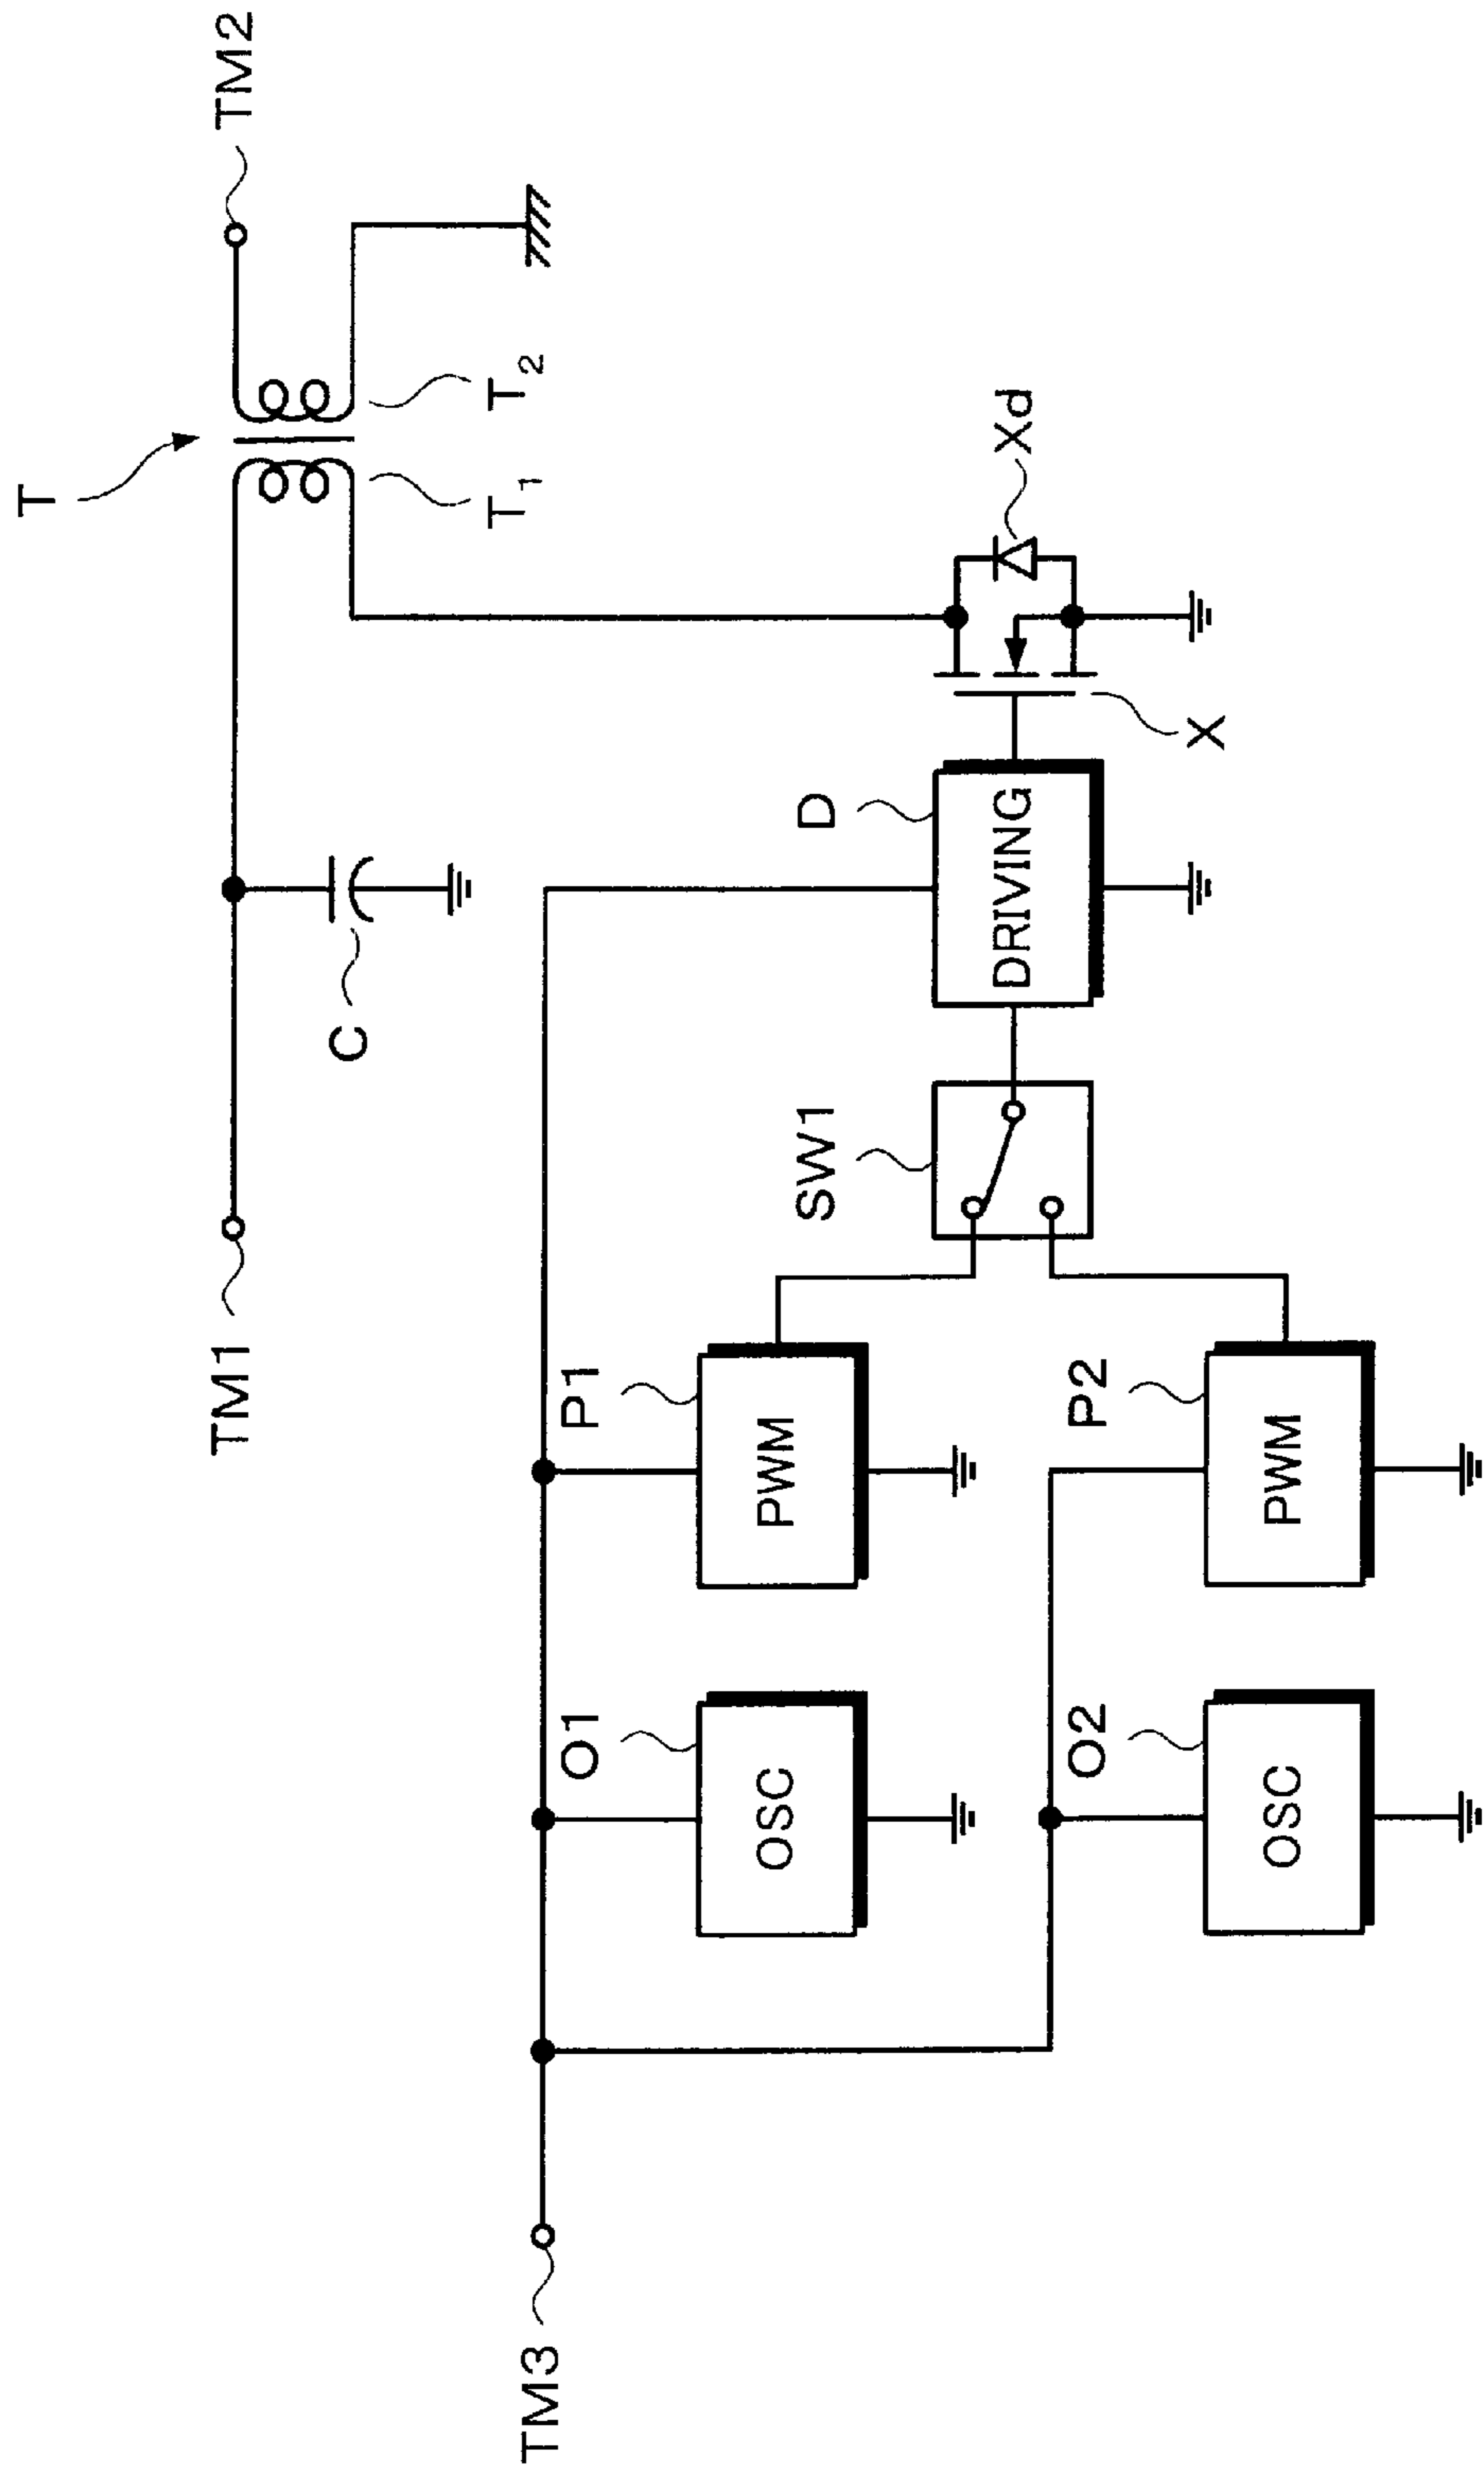 T
TM1
TM2
C
T1
T2
TM3
O1
P1
OSC
PWM
SW1
D
DRIVING
Xd
X
O2
P2
OSC
PWM